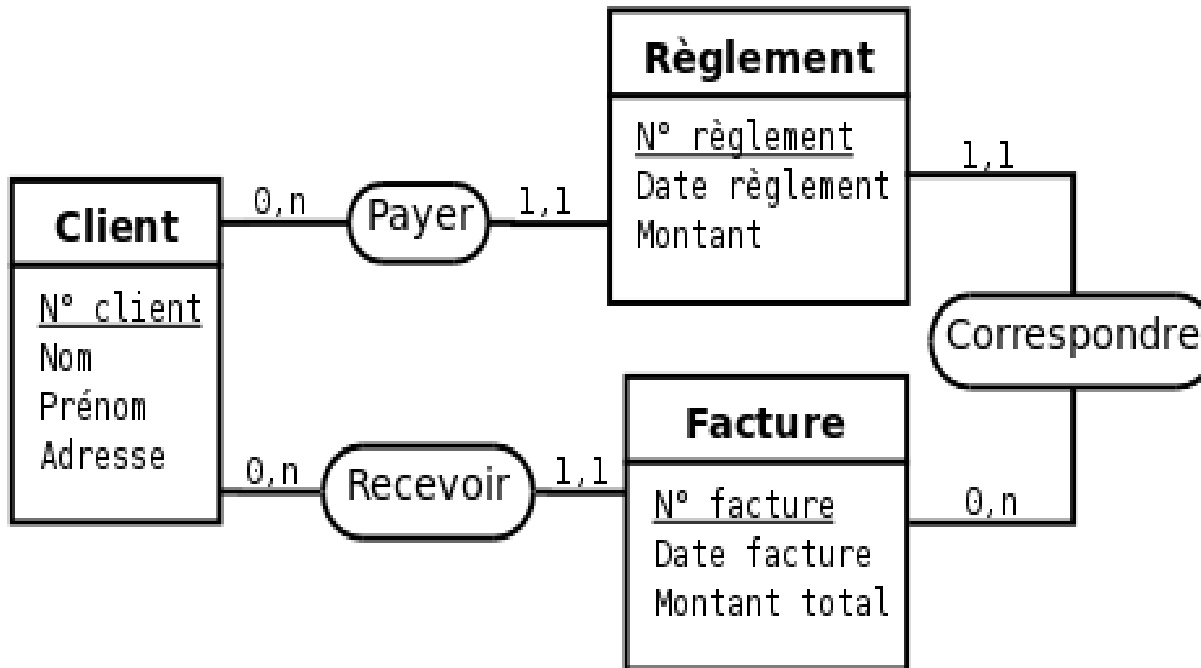 Règlement
N° règlement
Date règlement
Montant
1,1
0,n
Payer
1,1
Client
N° client
Nom
Prénom
Adresse
Correspondre
0,n
Recevoir
1,1
Facture
N° facture
Date facture
Montant total
0,n